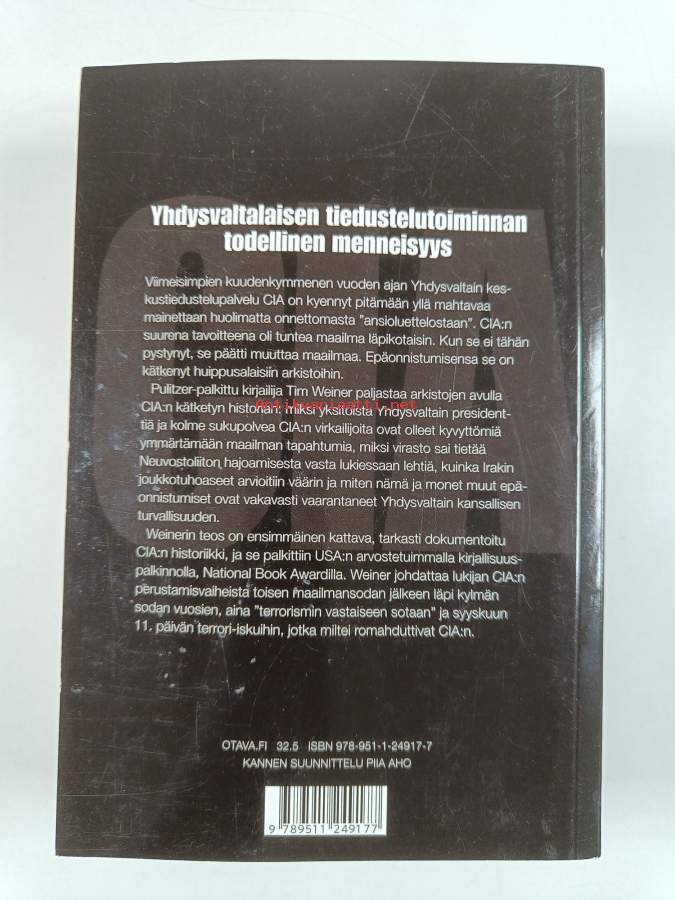 Yhdysvaltalaisen tiedustelutoiminnan
todellinen menneisyys
Viimeisimpien kuudenkymmenen vuoden ajan Yhdysvaltain kes-
kustiedustelupalvelu CIA on kyennyt pitämään yllä mahtavaa
mainettaan huolimatta onnettomasta "ansioluettelostaan". CIA:n
suurena tavoitteena oli tuntea maailma läpikotaisin. Kun se ei tähän
pystynyt, se päätti muuttaa maailmaa. Epäonnistumisensa se on
kätkenyt huippusalaisiin arkistoihin.
Pulitzer-palkittu kirjailija Tim Weiner paljastaa arkistojen avulla
CIA:n kätketyn historian: miksi yksitoista Yhdysvaltain president-
tiä ja kolme sukupolvea CIA:n virkailijoita ovat olleet kyvyttömiä
ymmärtämään maailman tapahtumia, miksi virasto sai tietää
Neuvostoliiton hajoamisesta vasta lukiessaan lehtiä, kuinka Irakin
joukkotuhoaseet arvioitiin väärin ja miten nämä ja monet muut epä-
onnistumiset ovat vakavasti vaarantaneet Yhdysvaltain kansallisen
turvallisuuden.
Weinerin teos on ensimmäinen kattava, tarkasti dokumentoitu
CIA:n historiikki, ja se palkittiin USA:n arvostetuimmalla kirjallisuus-
palkinnolla, National Book Awardilla. Weiner johdattaa lukijan CIA:n
perustamisvaiheista toisen maailmansodan jälkeen läpi kylmän
sodan vuosien, aina "terrorismin vastaiseen sotaan" ja syyskuun
11. päivän terrori-iskuihin, jotka miltei romahduttivat CIA:n.
CIA
Antikvariaatti.net
OTAVA.FI 32.5 ISBN 978-951-1-24917-7
KANNEN SUUNNITTELU PIIA AHO
9 789511 249177